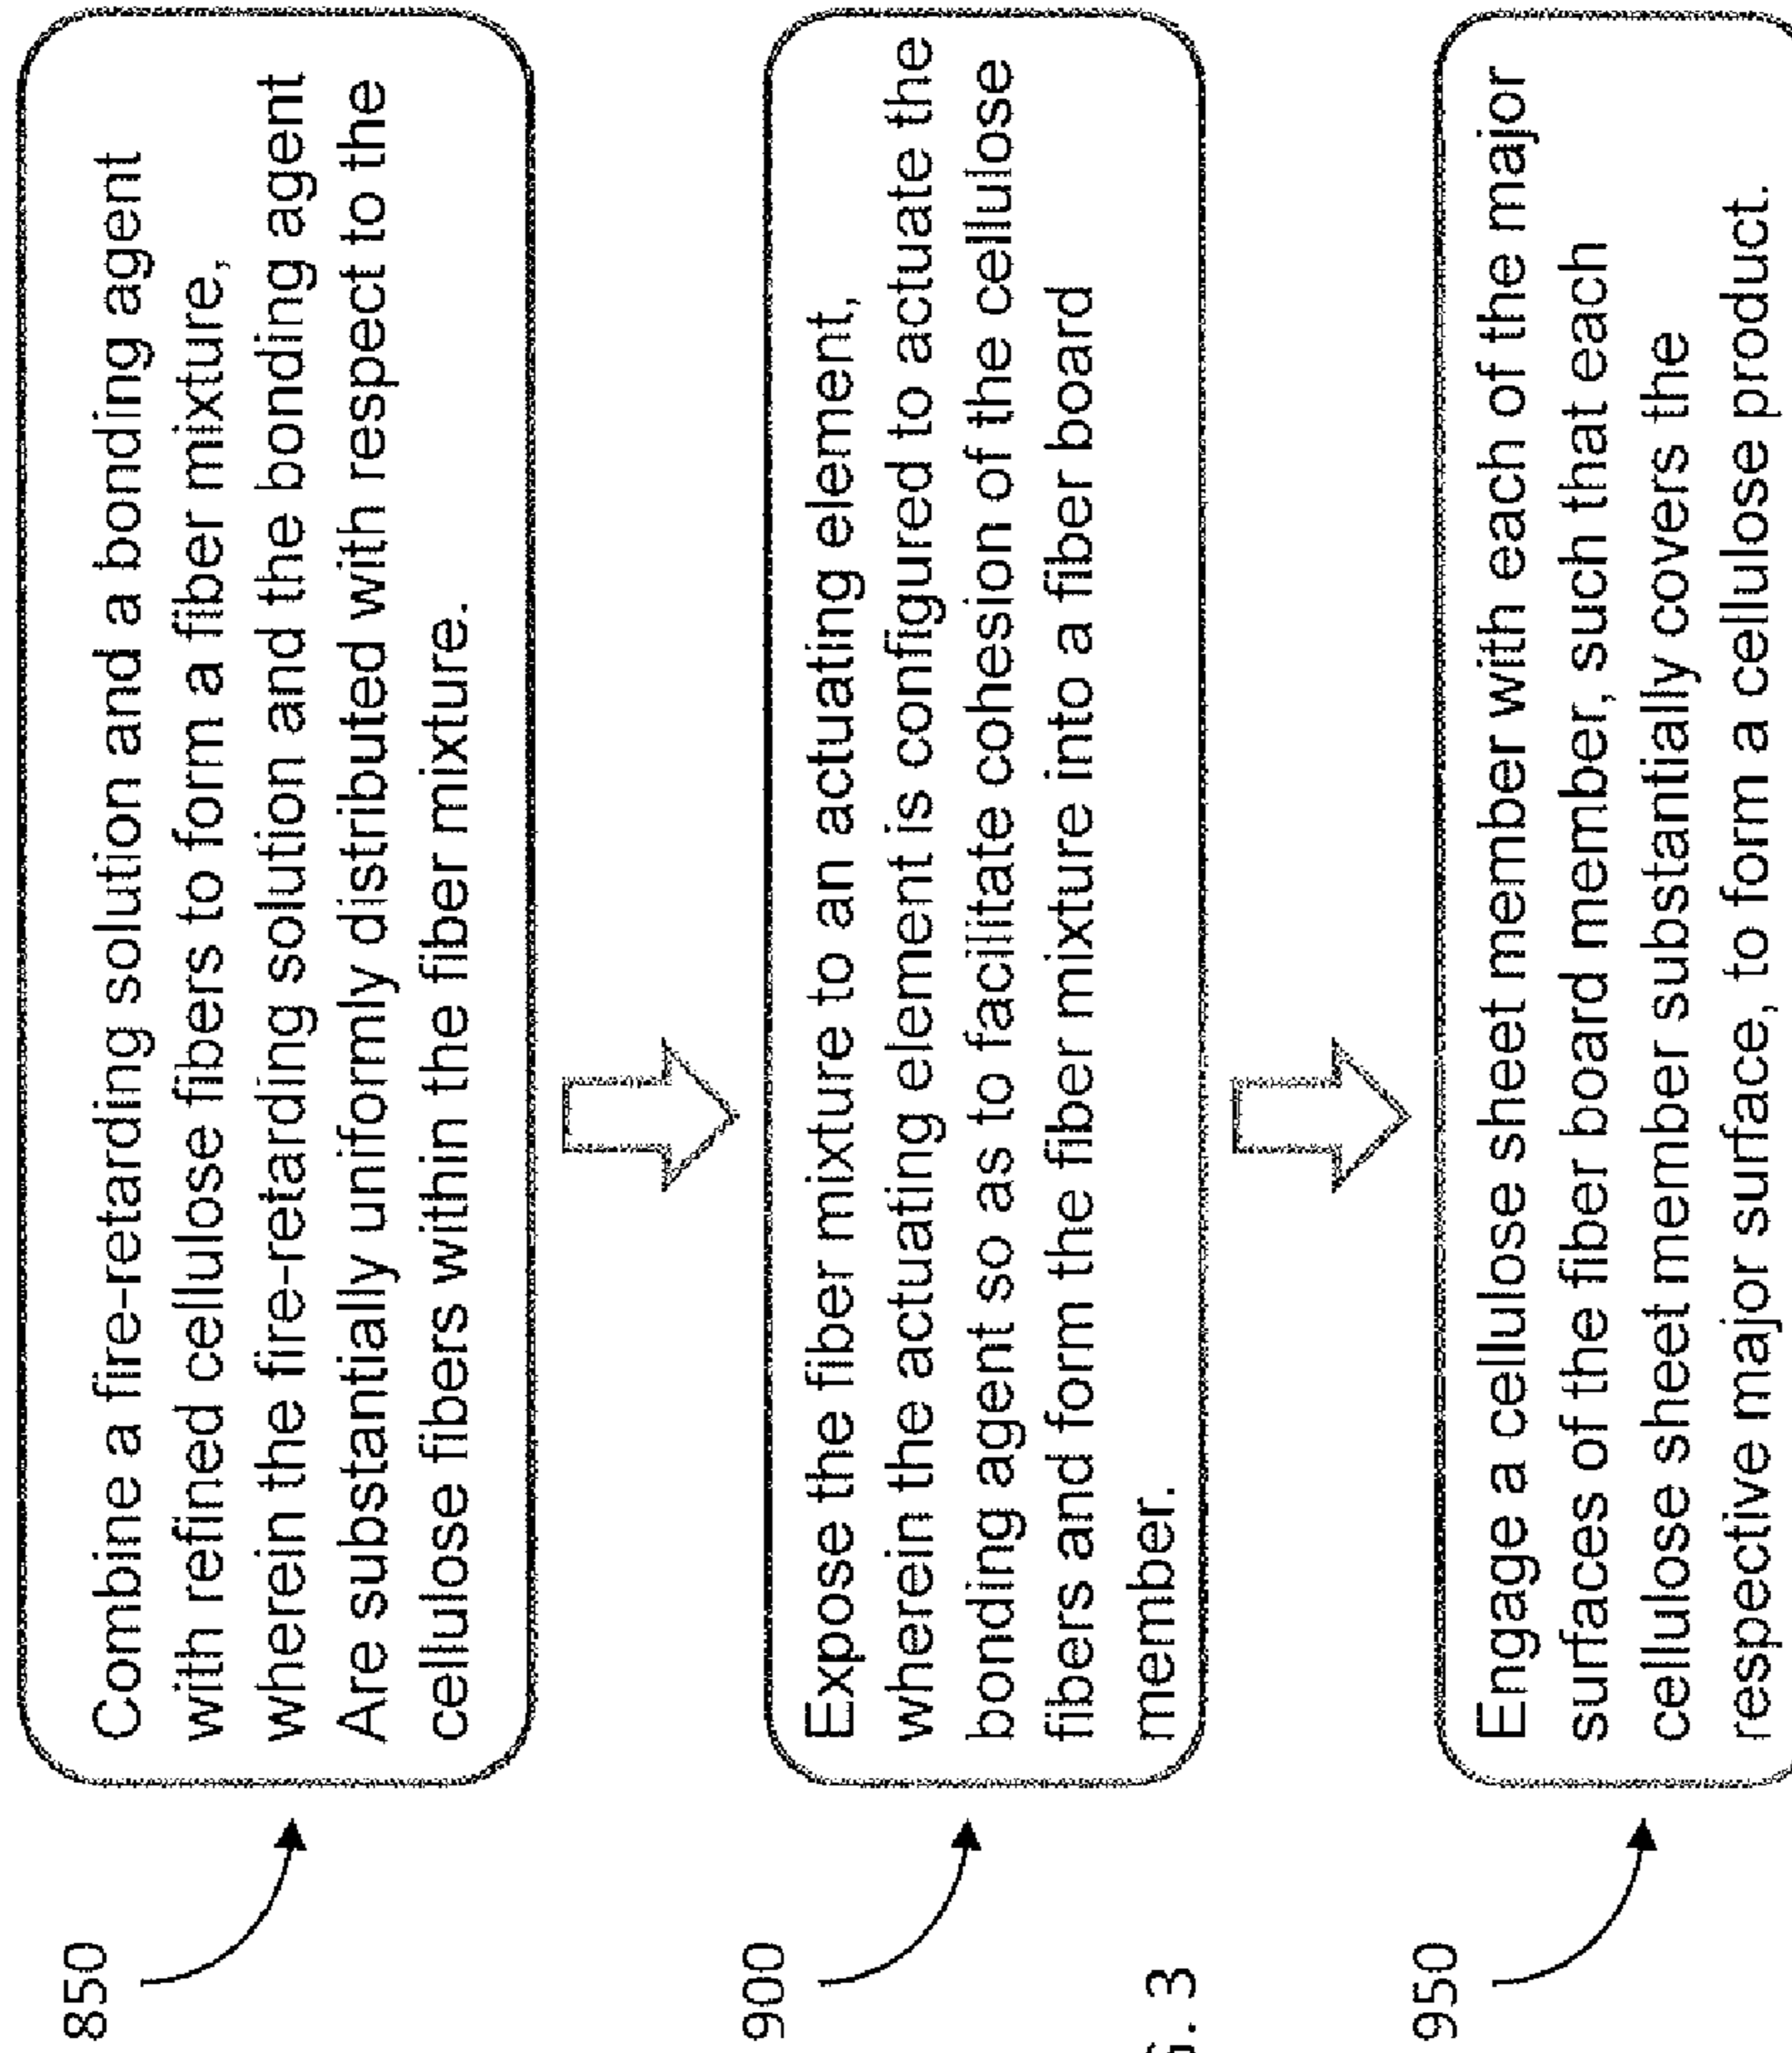 850
Combine a fire-retarding solution and a bonding agent
with refined cellulose fibers to form a fiber mixture,
wherein the fire-retarding solution and the bonding agent
Are substantially uniformly distributed with respect to the
cellulose fibers within the fiber mixture.
900
Expose the fiber mixture to an actuating element,
wherein the actuating element is configured to actuate the
bonding agent so as to facilitate cohesion of the cellulose
fibers and form the fiber mixture into a fiber board
member.
. 3
950
Engage a cellulose sheet member with each of the major
surfaces of the fiber board member, such that each
cellulose sheet member substantially covers the
respective major surface, to form a cellulose product.